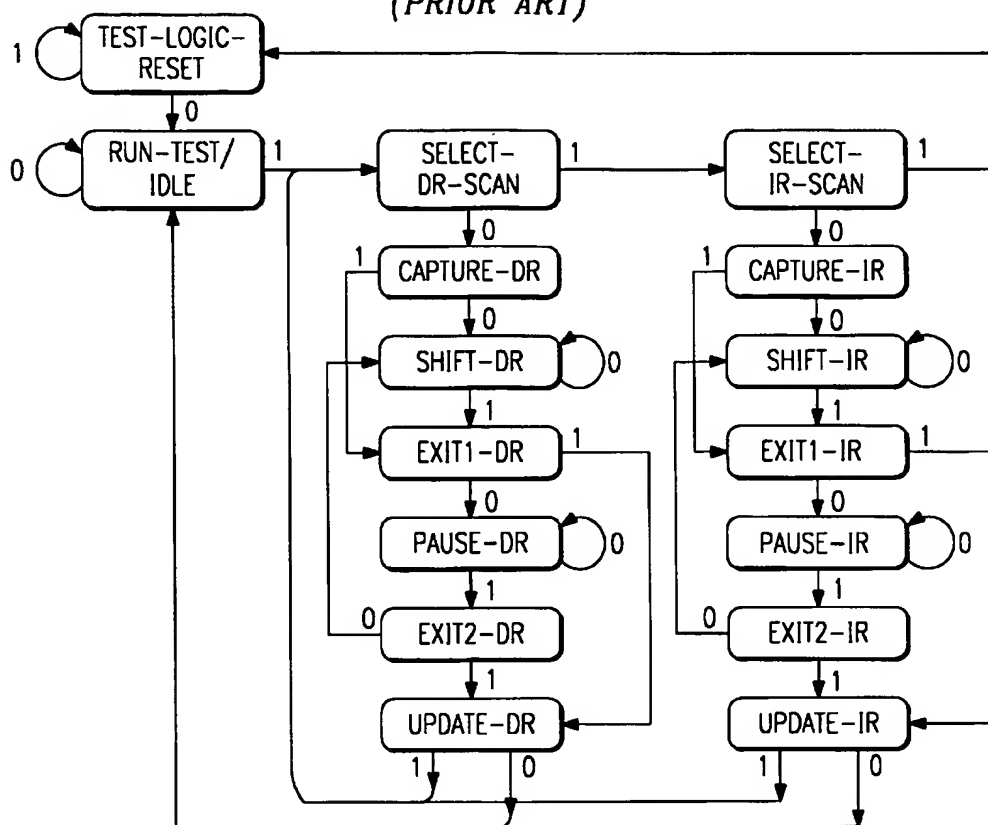 (PRIOR ART)
TEST-LOGIC-
RESET
1
0
RUN-TEST/
IDLE
0
1
SELECT-
DR-SCAN
1
SELECT-
IR-SCAN
1
0
0
1
CAPTURE-DR
1
CAPTURE-IR
0
0
SHIFT-DR
0
SHIFT-IR
0
1
1
EXIT1-DR
1
EXIT1-IR
1
0
0
PAUSE-DR
0
PAUSE-IR
0
1
1
0
EXIT2-DR
0
EXIT2-IR
1
1
UPDATE-DR
UPDATE-IR
1
0
1
0